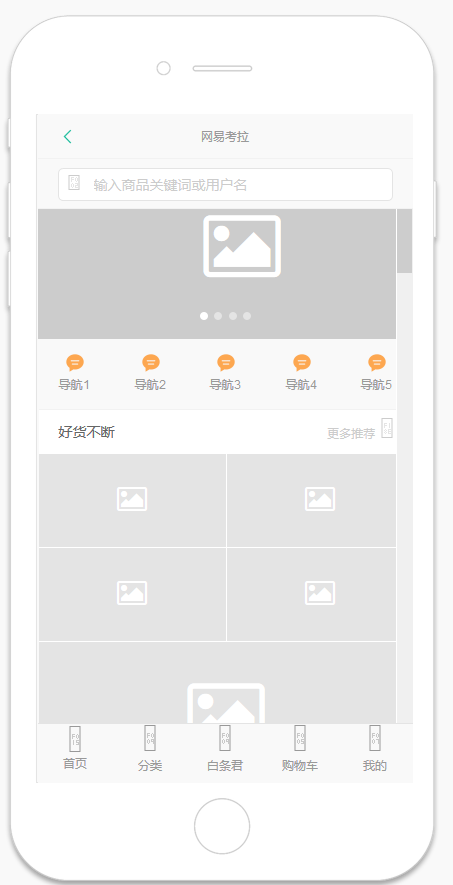 网易考拉
输入商品关键词或用户名
导航1 导航2 导航3 导航4 导航5
好货不断 更多推荐
首页 分类 白条君 购物车 我的